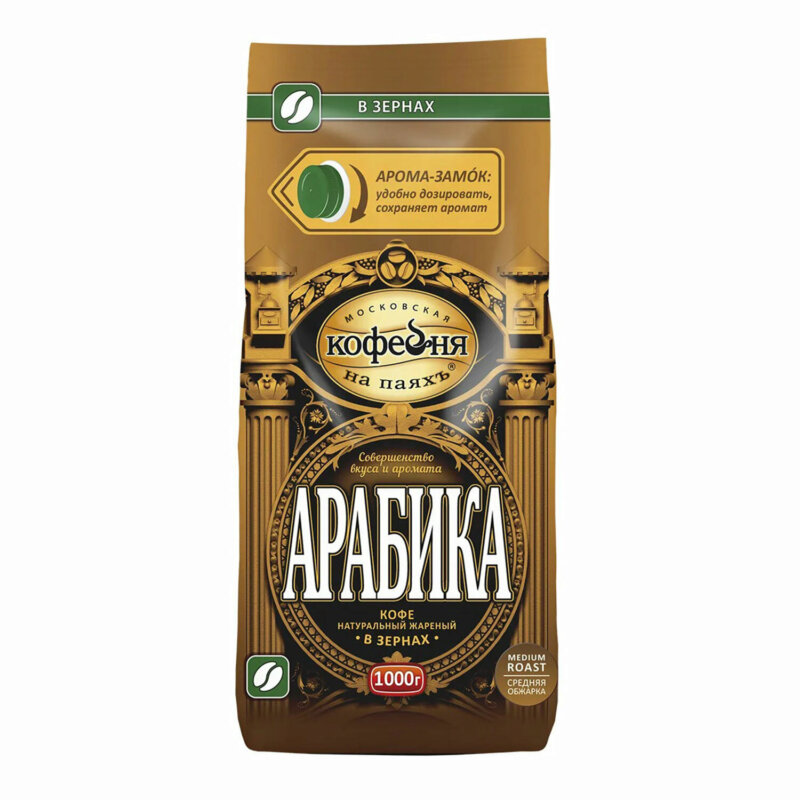 В ЗЕРНАХ
АРОМА-ЗАМÓК:
удобно дозировать,
сохраняет аромат
МОСКОВСКАЯ
кофейня
на паяхъ®
Совершенство
вкуса и аромата
АРАБИКА
КОФЕ
НАТУРАЛЬНЫЙ ЖАРЕНЫЙ
• В ЗЕРНАХ •
1000г
MEDIUM
ROAST
СРЕДНЯЯ
ОБЖАРКА